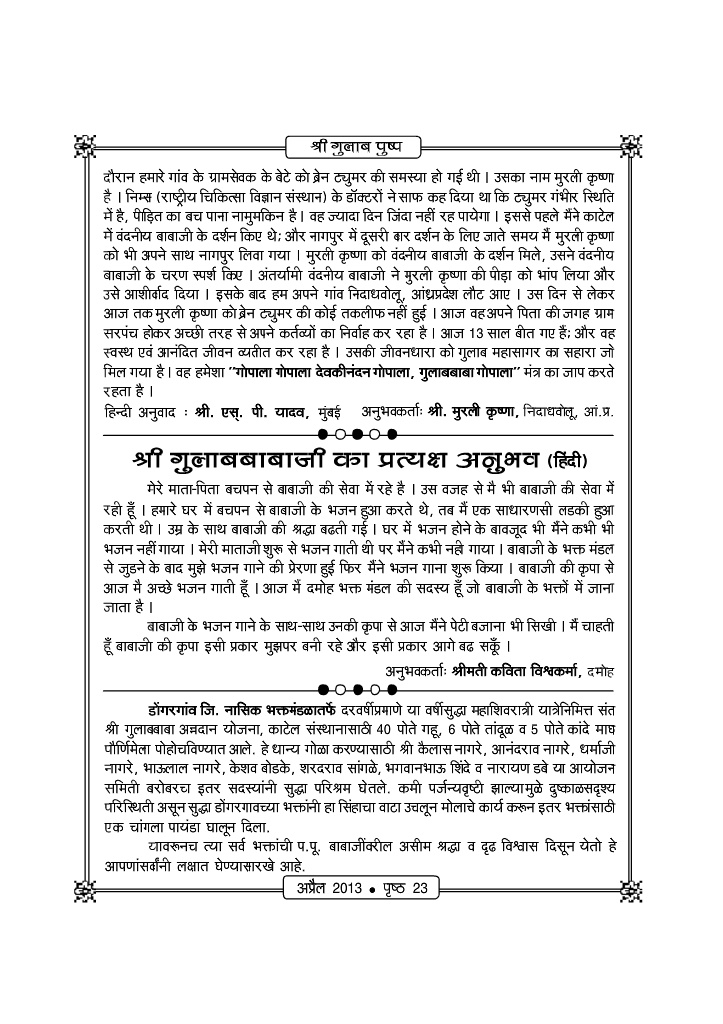 श्री गुलाब पुष्प
दौरान हमारे गांव के ग्रामसेवक के बेटे को ब्रेन ट्युमर की समस्या हो गई थी । उसका नाम मुरली कृष्णा
है । निम्स (राष्ट्रीय चिकित्सा विज्ञान संस्थान) के डॉक्टरों ने साफ कह दिया था कि ट्युमर गंभीर स्थिति
में है, पीड़ित का बच पाना नामुमकिन है । वह ज्यादा दिन जिंदा नहीं रह पायेगा । इससे पहले मैंने काटेल
में वंदनीय बाबाजी के दर्शन किए थे; और नागपुर में दूसरी बार दर्शन के लिए जाते समय मैं मुरली कृष्णा
को भी अपने साथ नागपुर लिवा गया । मुरली कृष्णा को वंदनीय बाबाजी के दर्शन मिले, उसने वंदनीय
बाबाजी के चरण स्पर्श किए । अंतर्यामी वंदनीय बाबाजी ने मुरली कृष्णा की पीड़ा को भांप लिया और
उसे आशीर्वाद दिया । इसके बाद हम अपने गांव निदाधवोलू, आंध्रप्रदेश लौट आए । उस दिन से लेकर
आज तक मुरली कृष्णा को ब्रेन ट्युमर की कोई तकलीफ नहीं हुई । आज वह अपने पिता की जगह ग्राम
सरपंच होकर अच्छी तरह से अपने कर्तव्यों का निर्वाह कर रहा है । आज 13 साल बीत गए हैं; और वह
स्वस्थ एवं आनंदित जीवन व्यतीत कर रहा है । उसकी जीवनधारा को गुलाब महासागर का सहारा जो
मिल गया है । वह हमेशा ''गोपाला गोपाला देवकीनंदन गोपाला, गुलाबबाबा गोपाला'' मंत्र का जाप करते
रहता है ।
हिन्दी अनुवाद : श्री. एस्. पी. यादव, मुंबई अनुभवकर्ताः श्री. मुरली कृष्णा, निदाधवोलू, आं.प्र.
श्री गुलाबबाबाजी का प्रत्यक्ष अनुभव (हिंदी)
मेरे माता-पिता बचपन से बाबाजी की सेवा में रहे है । उस वजह से मै भी बाबाजी की सेवा में
रही हूँ । हमारे घर में बचपन से बाबाजी के भजन हुआ करते थे, तब मैं एक साधारणसी लडकी हुआ
करती थी । उम्र के साथ बाबाजी की श्रद्धा बढती गई । घर में भजन होने के बावजूद भी मैंने कभी भी
भजन नहीं गाया । मेरी माताजी शुरू से भजन गाती थी पर मैंने कभी नही गाया । बाबाजी के भक्त मंडल
से जुड़ने के बाद मुझे भजन गाने की प्रेरणा हुई फिर मैंने भजन गाना शुरू किया । बाबाजी की कृपा से
आज मै अच्छे भजन गाती हूँ । आज मैं दमोह भक्त मंडल की सदस्य हूँ जो बाबाजी के भक्तों में जाना
जाता है ।
बाबाजी के भजन गाने के साथ-साथ उनकी कृपा से आज मैंने पेटी बजाना भी सिखी । मैं चाहती
हूँ बाबाजी की कृपा इसी प्रकार मुझपर बनी रहे और इसी प्रकार आगे बढ सकूँ ।
अनुभवकर्ताः श्रीमती कविता विश्वकर्मा, दमोह
डोंगरगांव जि. नासिक भक्तमंडळातर्फे दरवर्षीप्रमाणे या वर्षीसुद्धा महाशिवरात्री यात्रेनिमित्त संत
श्री गुलाबबाबा अन्नदान योजना, काटेल संस्थानासाठी 40 पोते गहू, 6 पोते तांदूळ व 5 पोते कांदे माघ
पौर्णिमेला पोहोचविण्यात आले. हे धान्य गोळा करण्यासाठी श्री कैलास नागरे, आनंदराव नागरे, धर्माजी
नागरे, भाऊलाल नागरे, केशव बोडके, शरदराव सांगळे, भगवानभाऊ शिंदे व नारायण डबे या आयोजन
समिती बरोबरच इतर सदस्यांनी सुद्धा परिश्रम घेतले. कमी पर्जन्यवृष्टी झाल्यामुळे दुष्काळसदृश्य
परिस्थिती असून सुद्धा डोंगरगावच्या भक्तांनी हा सिंहाचा वाटा उचलून मोलाचे कार्य करून इतर भक्तांसाठी
एक चांगला पायंडा घालून दिला.
यावरूनच त्या सर्व भक्तांची प.पू. बाबाजींवरील असीम श्रद्धा व दृढ विश्वास दिसून येतो हे
आपणांसर्वांनी लक्षात घेण्यासारखे आहे.
अप्रैल 2013 ● पृष्ठ 23